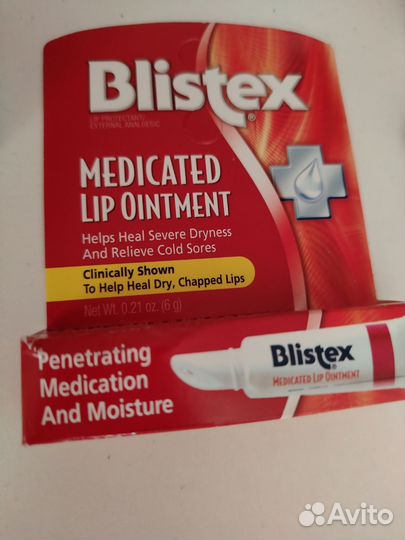 Blistex®
LIP PROTECTANT/
EXTERNAL ANALGESIC
MEDICATED
LIP OINTMENT
Helps Heal Severe Dryness
And Relieve Cold Sores
Clinically Shown
To Help Heal Dry, Chapped Lips
Net Wt. 0.21 oz. (6 g)
Penetrating
Medication
And Moisture
Blistex
MEDICATED LIP OINTMENT
Avito